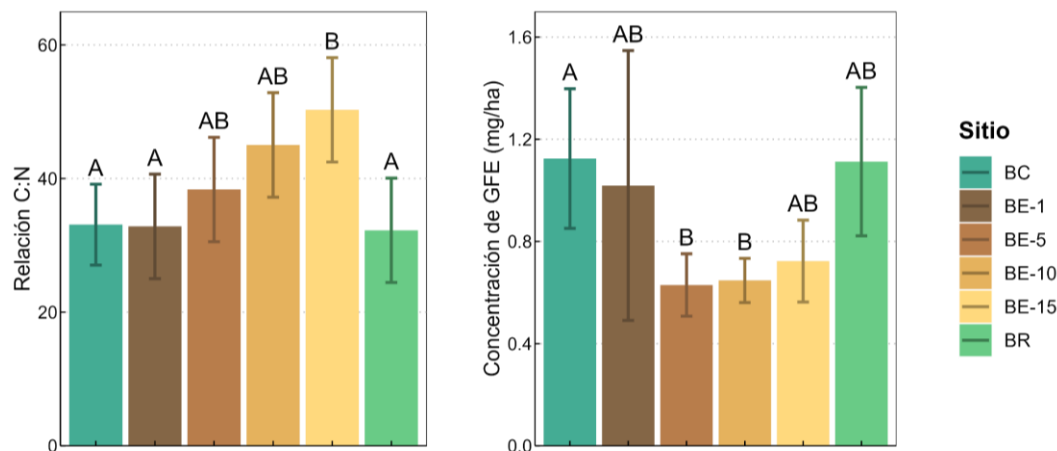 Relación C:N
60
40
20
0
A
A
AB
AB
B
A
Concentración de GFE (mg/ha)
1.6
1.2
0.8
0.4
0.0
A
AB
B
B
AB
AB
Sitio
BC
BE-1
BE-5
BE-10
BE-15
BR